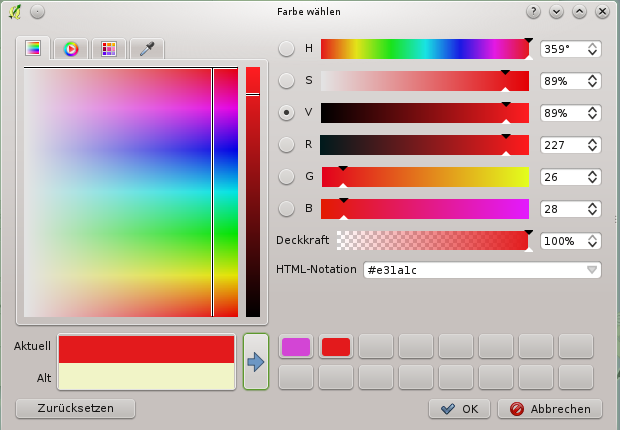 Farbe wählen
?
H 359°
S 89%
V 89%
R 227
G 26
B 28
Deckkraft 100%
HTML-Notation #e31a1c
Aktuell
Alt
Zurücksetzen OK Abbrechen